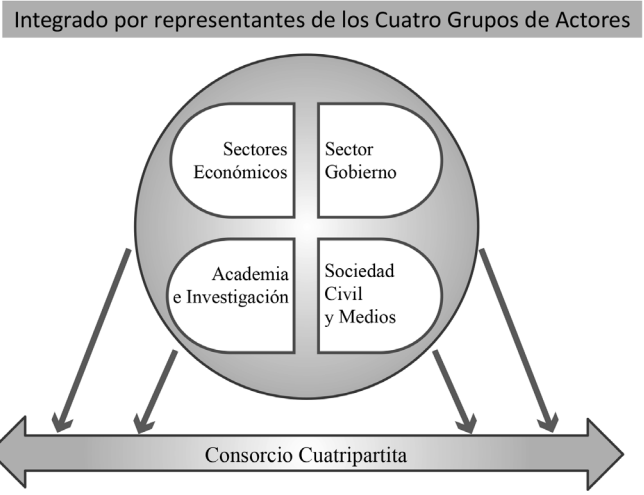 Integrado por representantes de los Cuatro Grupos de Actores
Sectores
Económicos
Sector
Gobierno
Academia
e Investigación
Sociedad
Civil
y Medios
Consorcio Cuatripartita